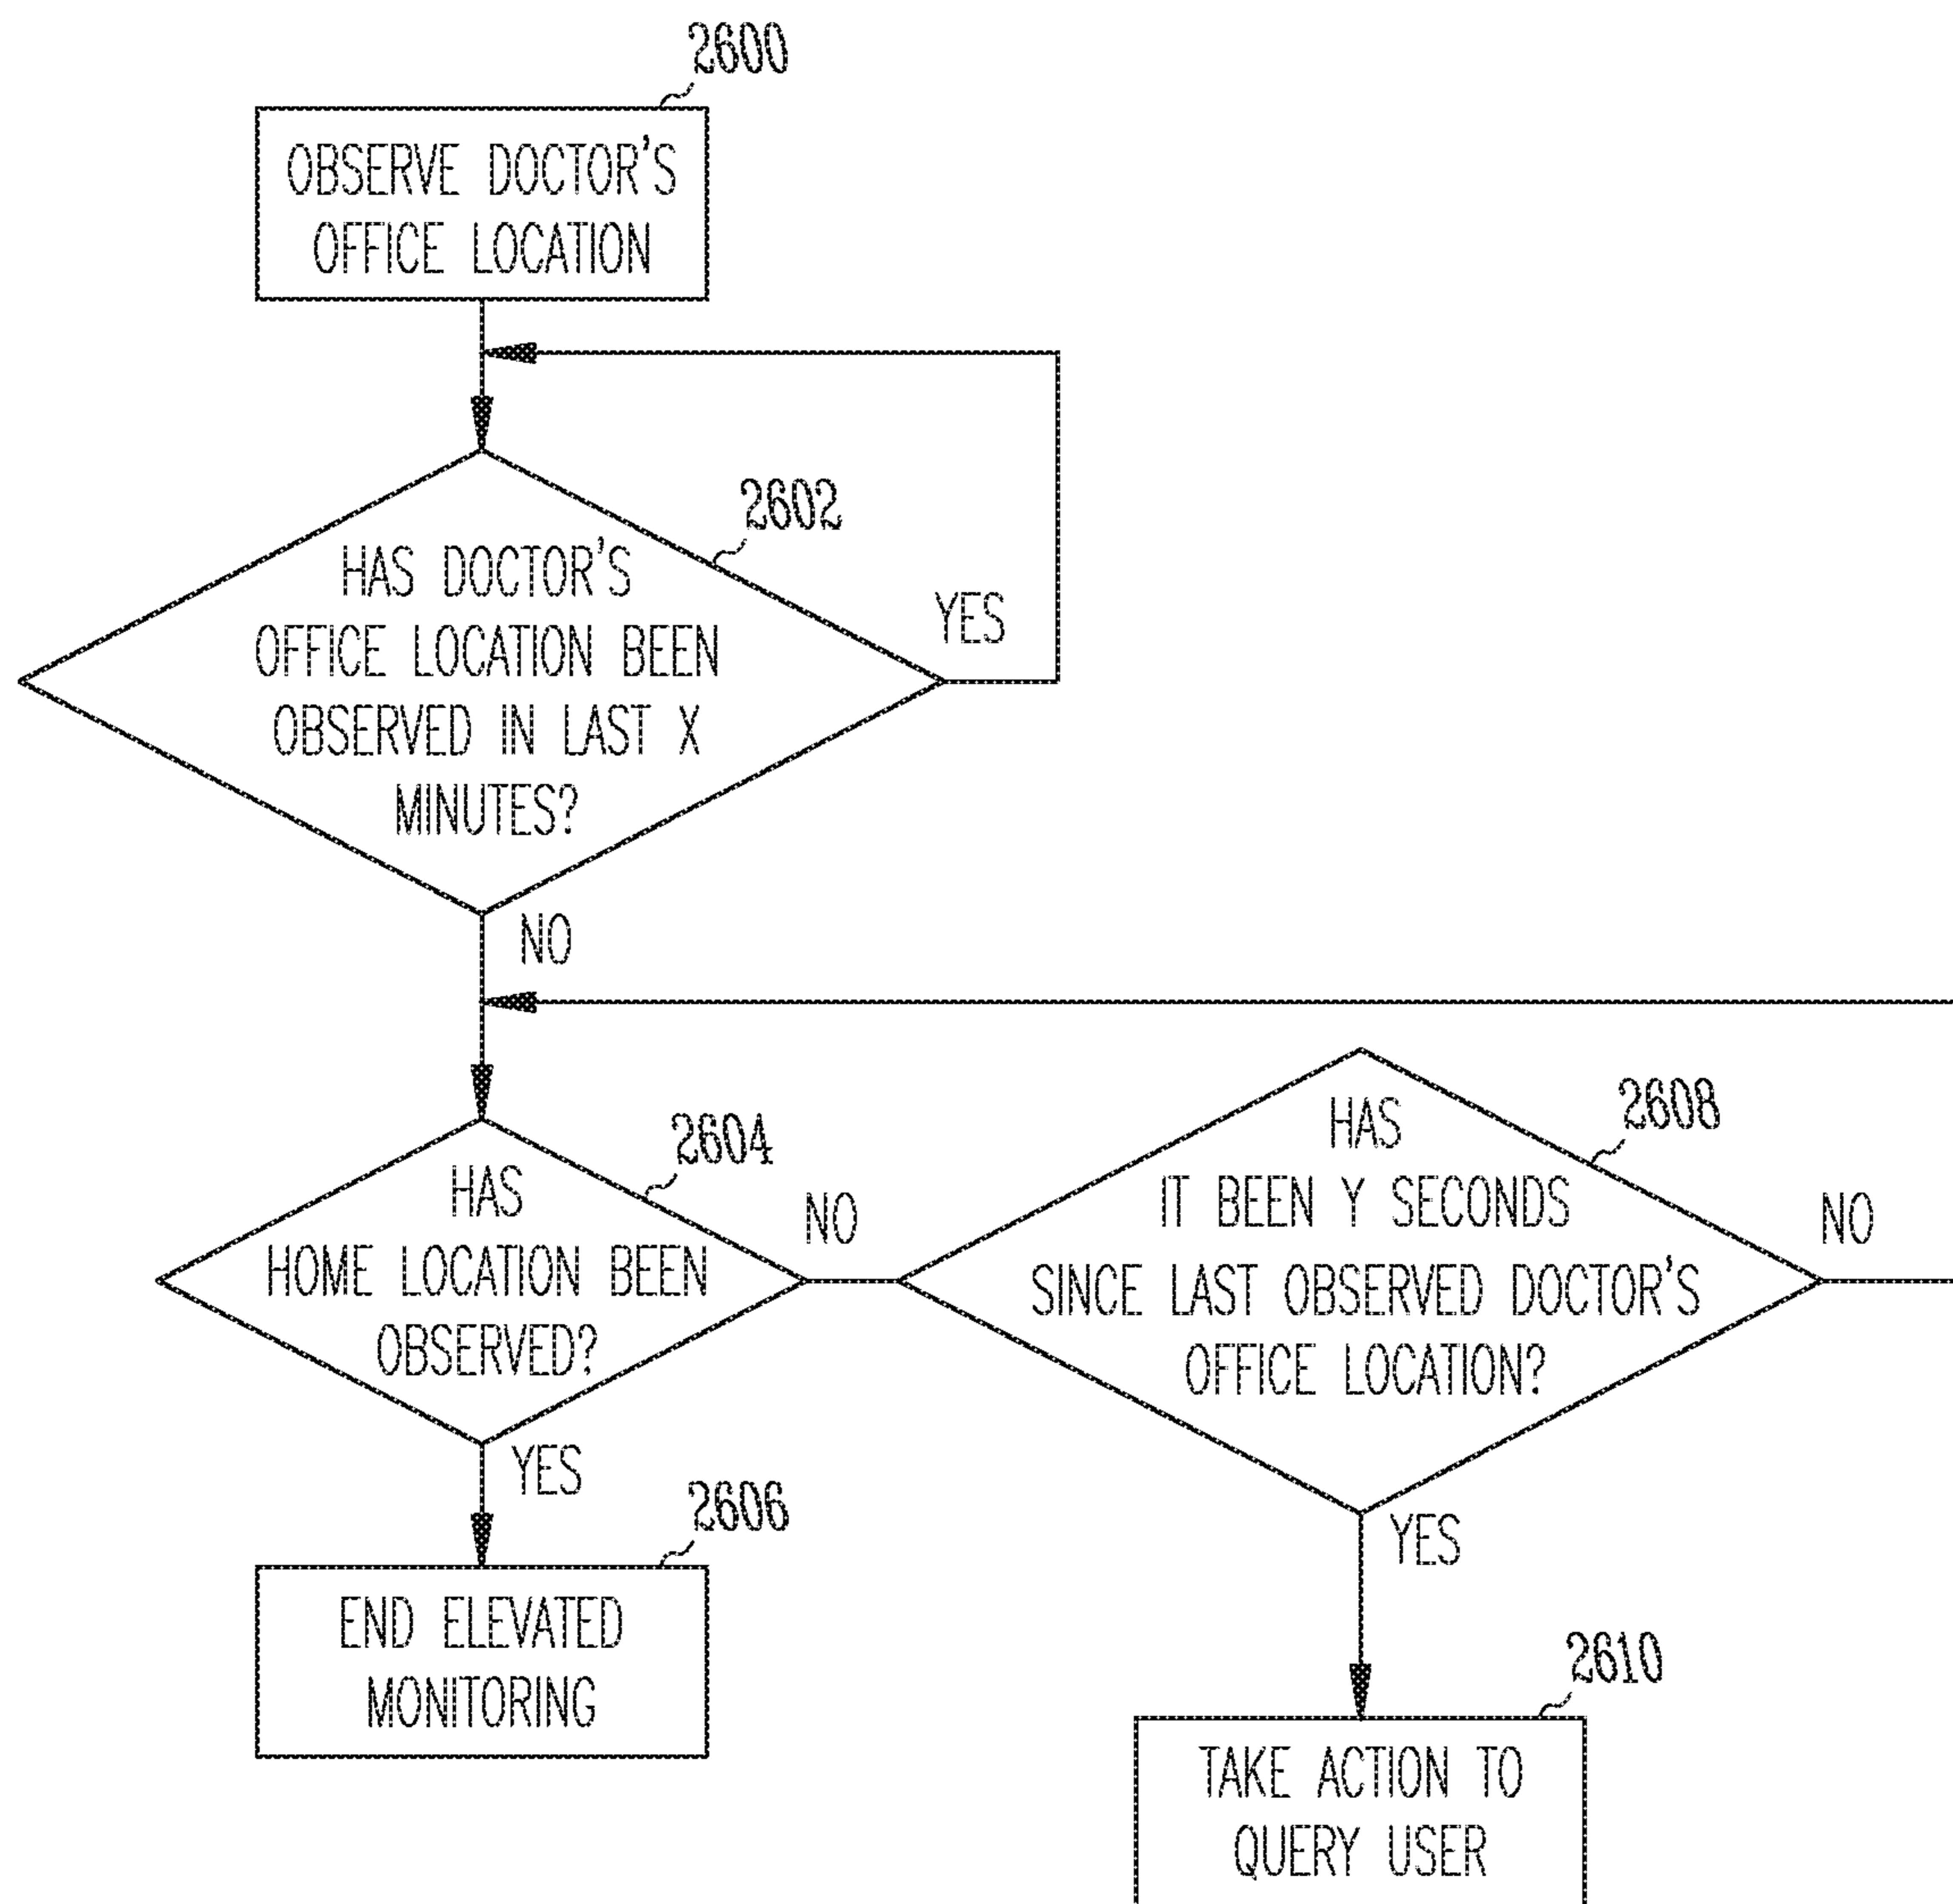 2600
OBSERVE DOCTOR'S
OFFICE LOCATION
2602
HAS DOCTOR'S
OFFICE LOCATION BEEN
OBSERVED IN LAST X
MINUTES?
YES
NO
2604
HAS
HOME LOCATION BEEN
OBSERVED?
NO
YES
2606
END ELEVATED
MONITORING
2608
HAS
IT BEEN Y SECONDS
SINCE LAST OBSERVED DOCTOR'S
OFFICE LOCATION?
NO
YES
2610
TAKE ACTION TO
QUERY USER